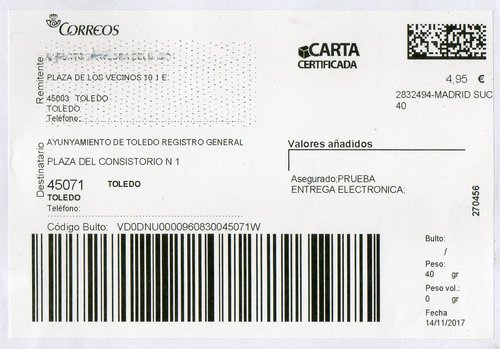 CORREOS
CARTA
CERTIFICADA
4,95 €
2832494-MADRID SUC
40
Remitente
PLAZA DE LOS VECINOS 10 1 E
45003 TOLEDO
TOLEDO
Teléfono:
Destinatario
AYUNYAMIENTO DE TOLEDO REGISTRO GENERAL
PLAZA DEL CONSISTORIO N 1
45071 TOLEDO
TOLEDO
Teléfono:
Valores añadidos
Asegurado;PRUEBA
ENTREGA ELECTRONICA;
270456
Código Bulto: VD0DNU0000960830045071W
Bulto:
/
Peso:
40 gr
Peso vol.:
0 gr
Fecha
14/11/2017